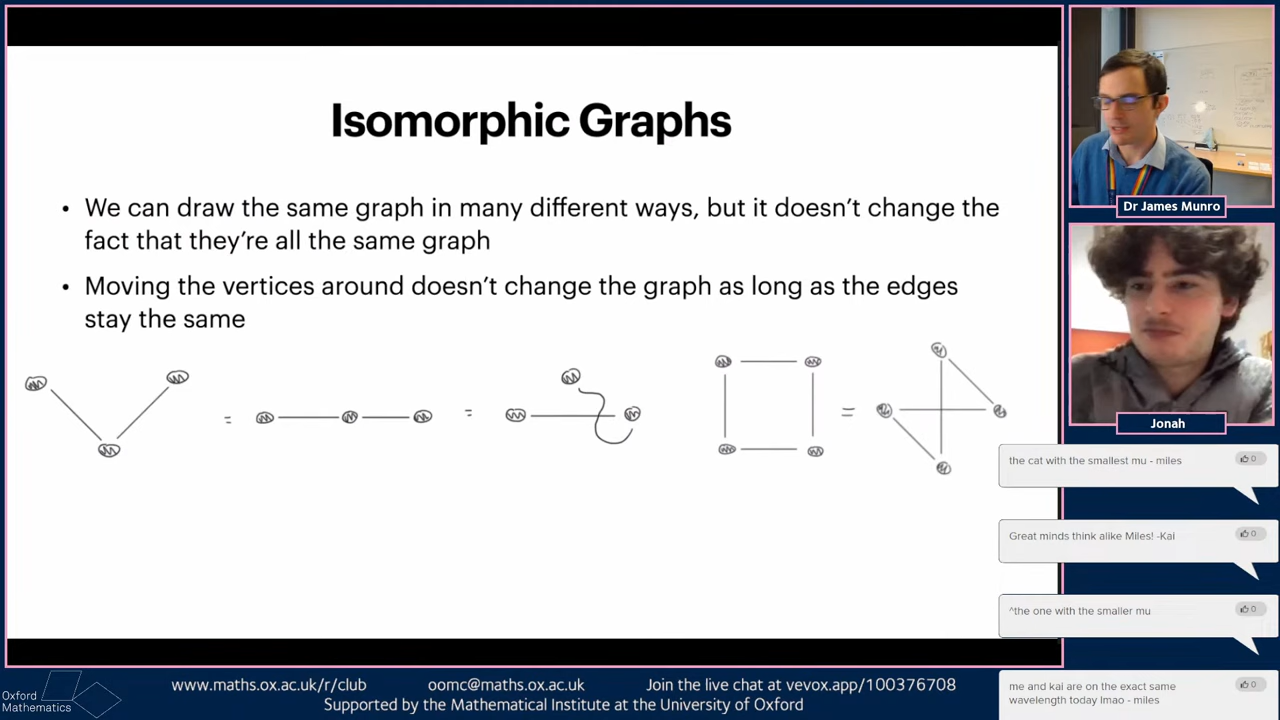 Isomorphic Graphs
• We can draw the same graph in many different ways, but it doesn't change the
fact that they're all the same graph
• Moving the vertices around doesn't change the graph as long as the edges
stay the same
= = =
Dr James Munro
Jonah
the cat with the smallest mu - miles
0
Great minds think alike Miles! -Kai
0
^the one with the smaller mu
0
me and kai are on the exact same
wavelength today lmao - miles
0
Oxford
Mathematics
www.maths.ox.ac.uk/r/club oomc@maths.ox.ac.uk Join the live chat at vevox.app/100376708
Supported by the Mathematical Institute at the University of Oxford